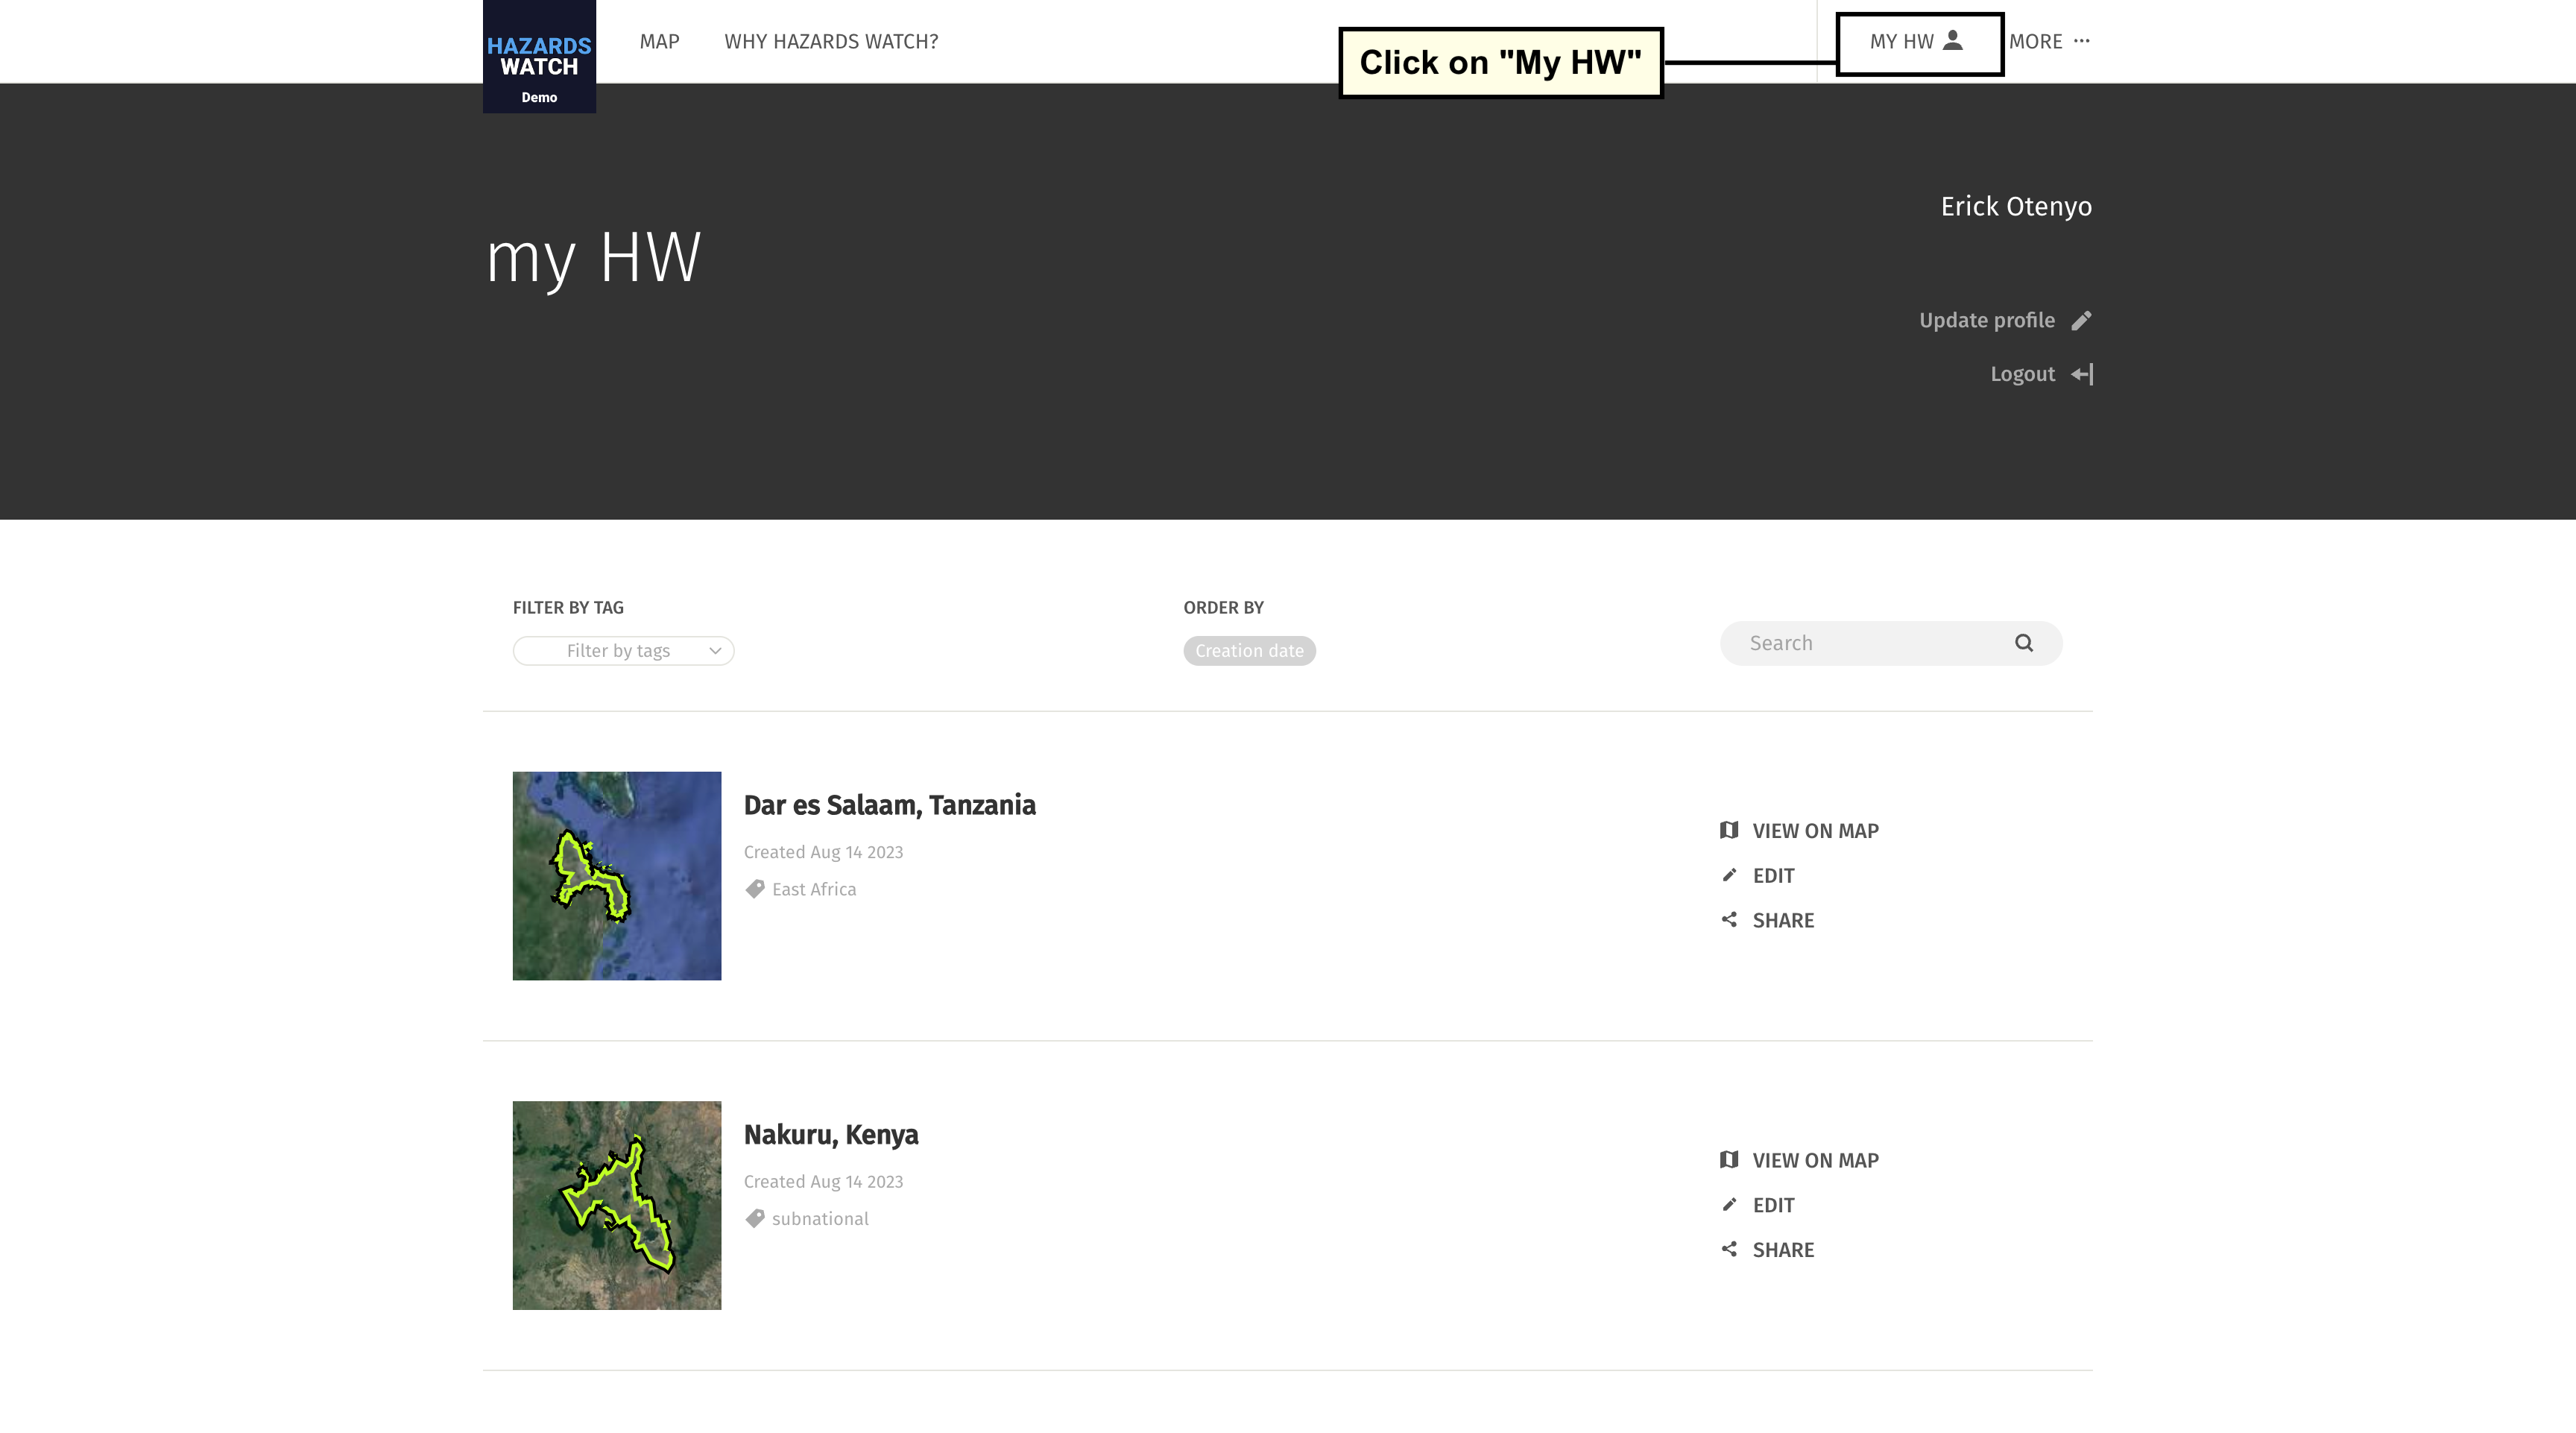 HAZARDS
WATCH
Demo
MAP
WHY HAZARDS WATCH?
Click on "My HW"
MY HW
MORE
my HW
Erick Otenyo
Update profile
Logout
FILTER BY TAG
Filter by tags
ORDER BY
Creation date
Search
Dar es Salaam, Tanzania
Created Aug 14 2023
East Africa
VIEW ON MAP
EDIT
SHARE
Nakuru, Kenya
Created Aug 14 2023
subnational
VIEW ON MAP
EDIT
SHARE